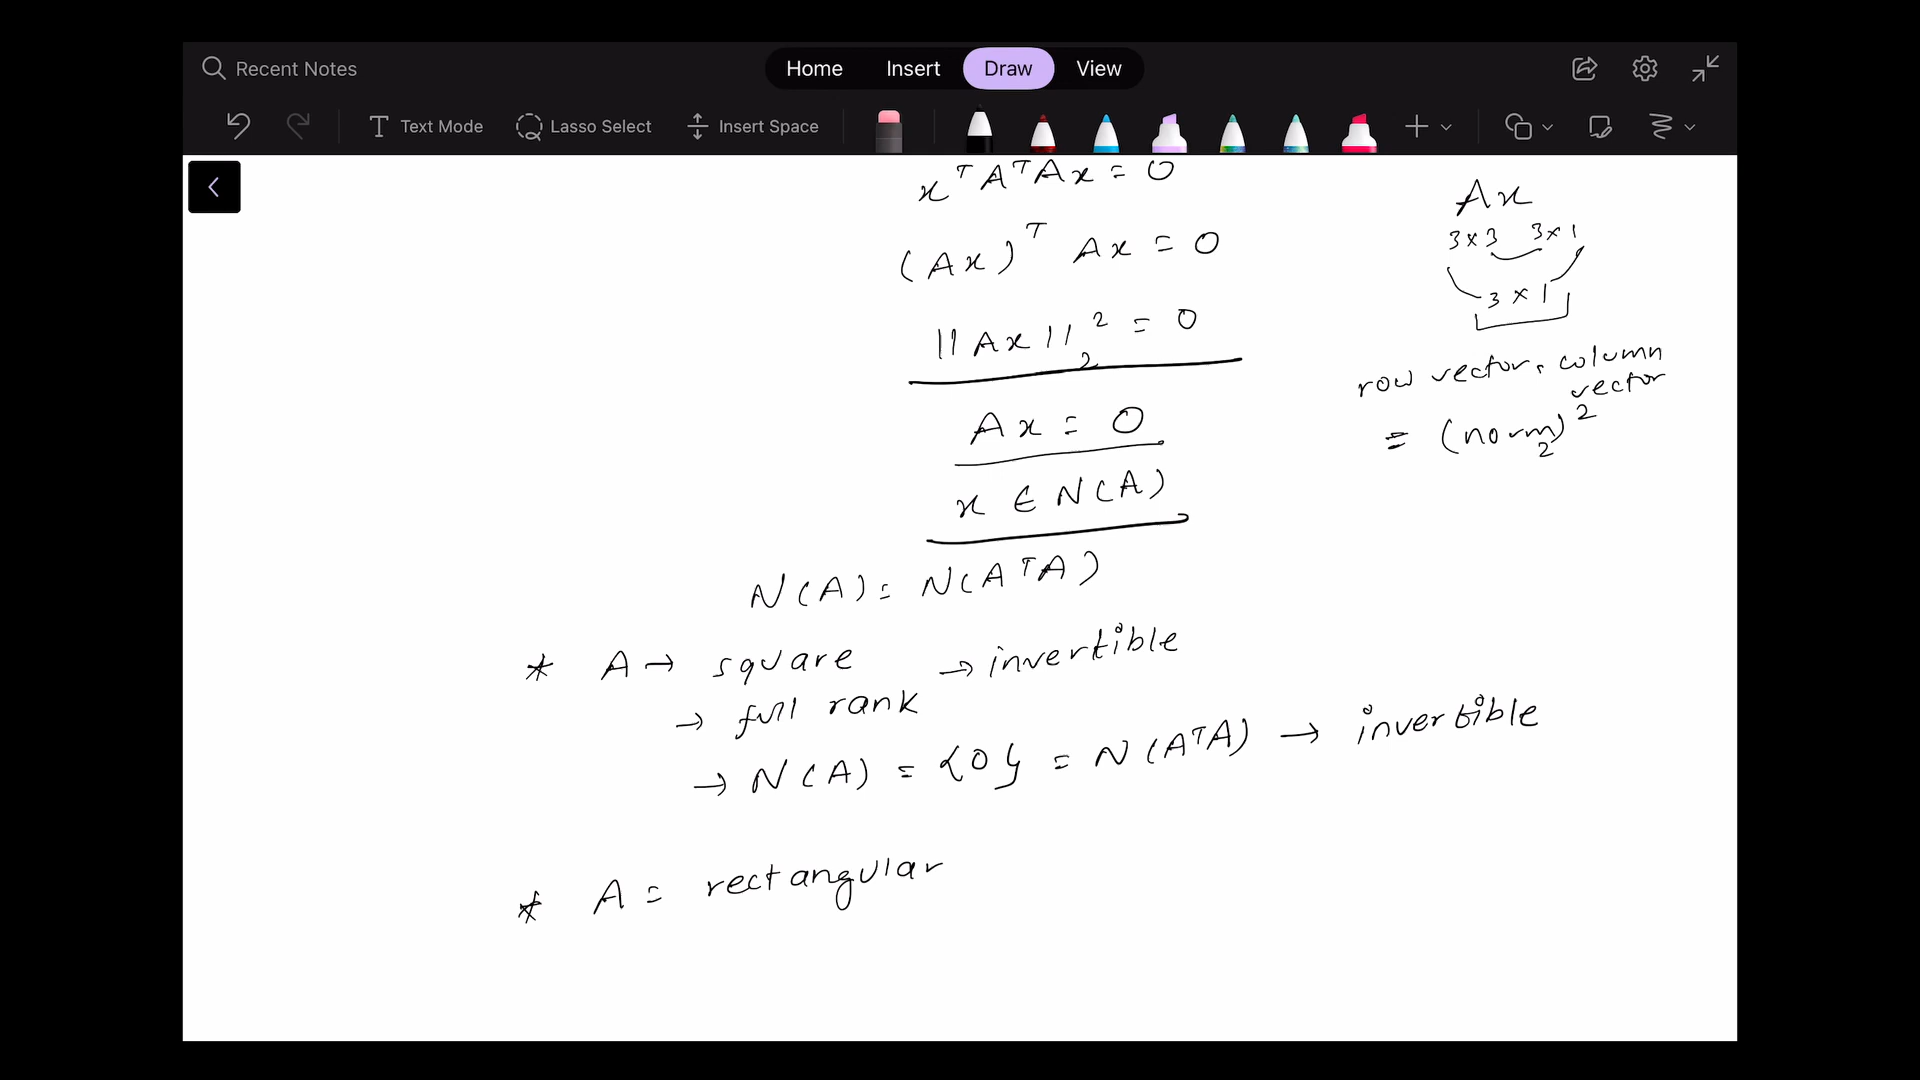 Recent Notes
Home Insert Draw View
Text Mode Lasso Select Insert Space
xᵀAᵀAx = 0
(Ax)ᵀ Ax = 0
||Ax||₂² = 0
Ax = 0
x ∈ N(A)
N(A) = N(AᵀA)
* A → square → invertible
→ full rank
→ N(A) = {0} = N(AᵀA) → invertible
* A = rectangular
Ax
3×3 3×1
3×1
row vector . column
vector
= (norm₂)²